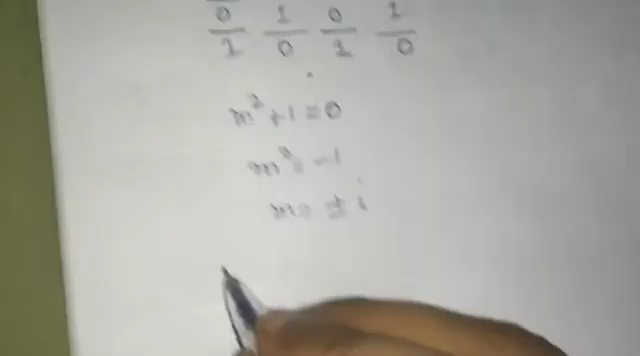 0 1 0 1
1 0 1 0
m²+1=0
m²=-1
m= ±i